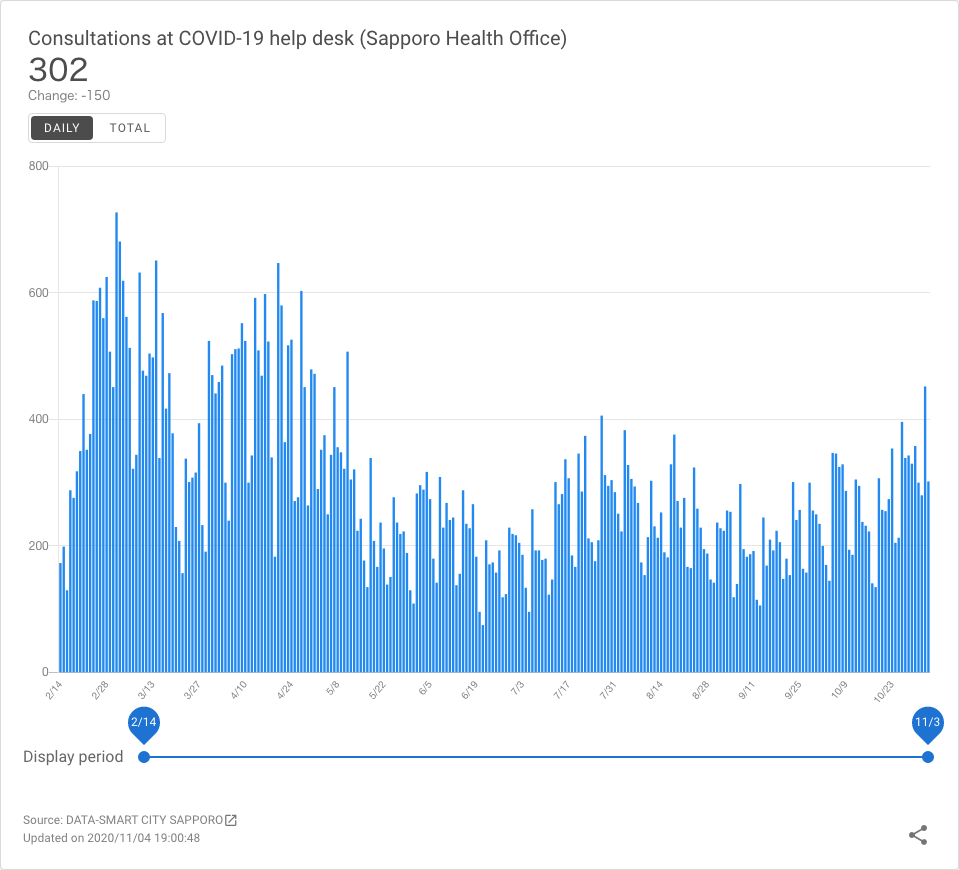 Consultations at COVID-19 help desk (Sapporo Health Office)
302
Change: -150
DAILY TOTAL
800
600
400
200
0
2/14 2/28 3/13 3/27 4/10 4/24 5/8 5/22 6/5 6/19 7/3 7/17 7/31 8/14 8/28 9/11 9/25 10/9 10/23
2/14 11/3
Display period
Source: DATA-SMART CITY SAPPORO
Updated on 2020/11/04 19:00:48